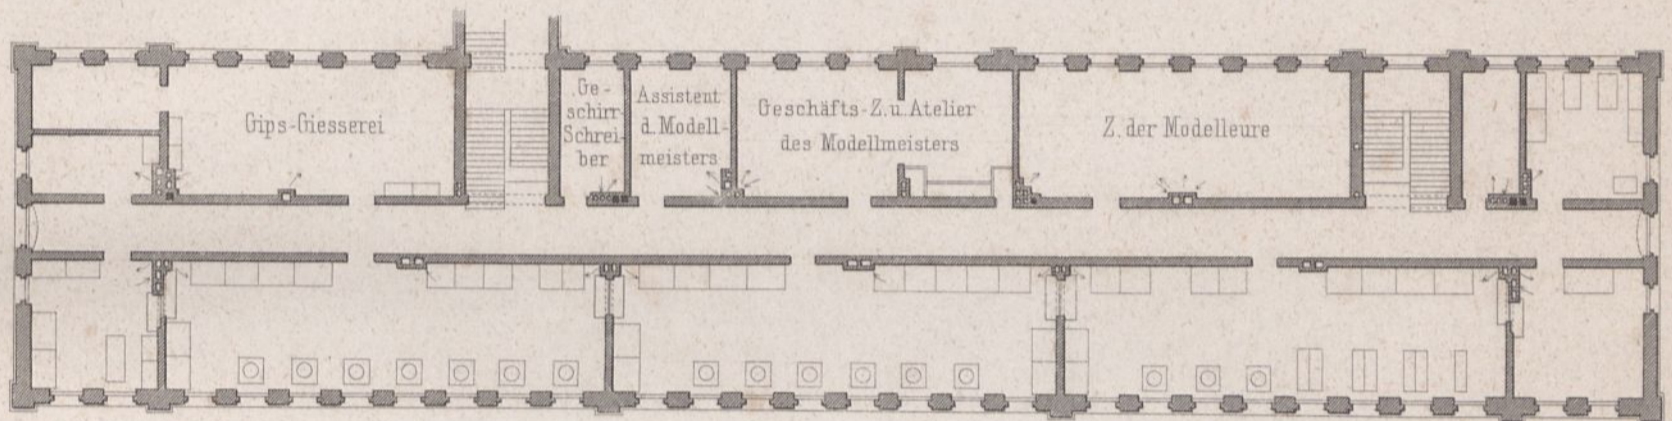 Gips-Giesserei
Ge-
schirr-
Schrei-
ber
Assistent
d. Modell-
meisters
Geschäfts-Z. u. Atelier
des Modellmeisters
Z. der Modelleure